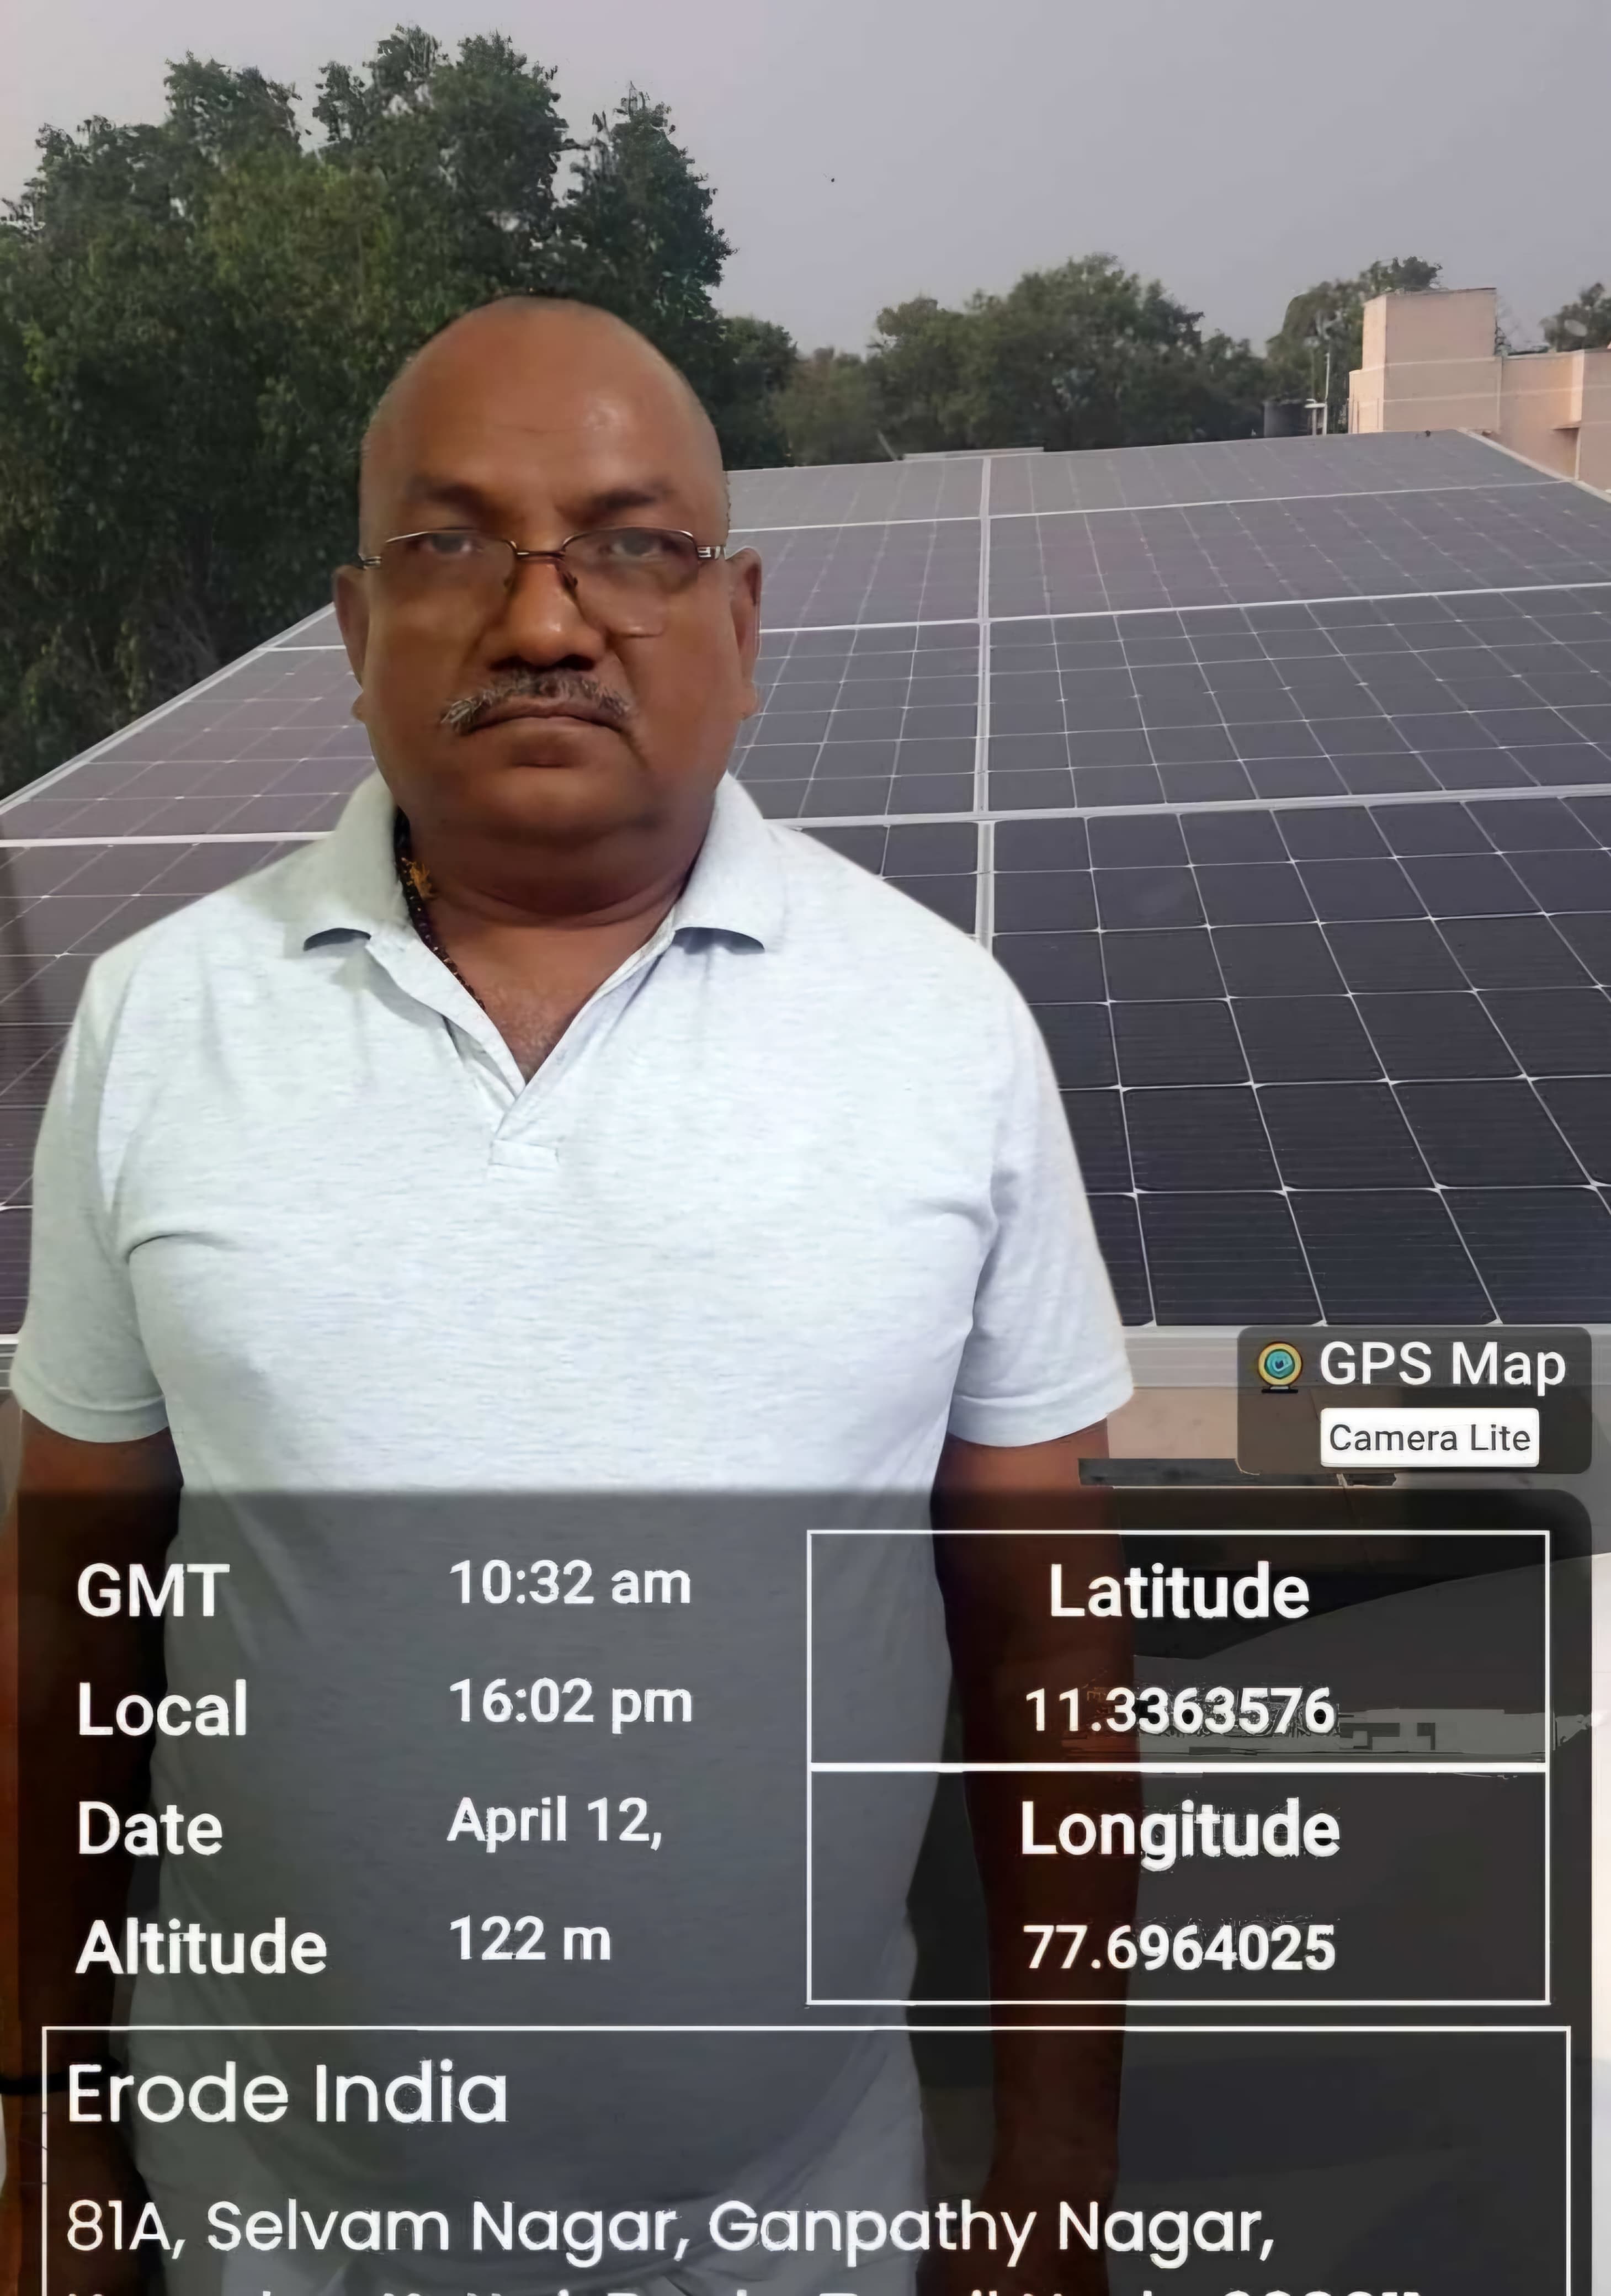 GPS Map
Camera Lite
GMT 10:32 am
Local 16:02 pm
Date April 12,
Altitude 122 m
Latitude
11.3363576
Longitude
77.6964025
Erode India
81A, Selvam Nagar, Ganpathy Nagar,